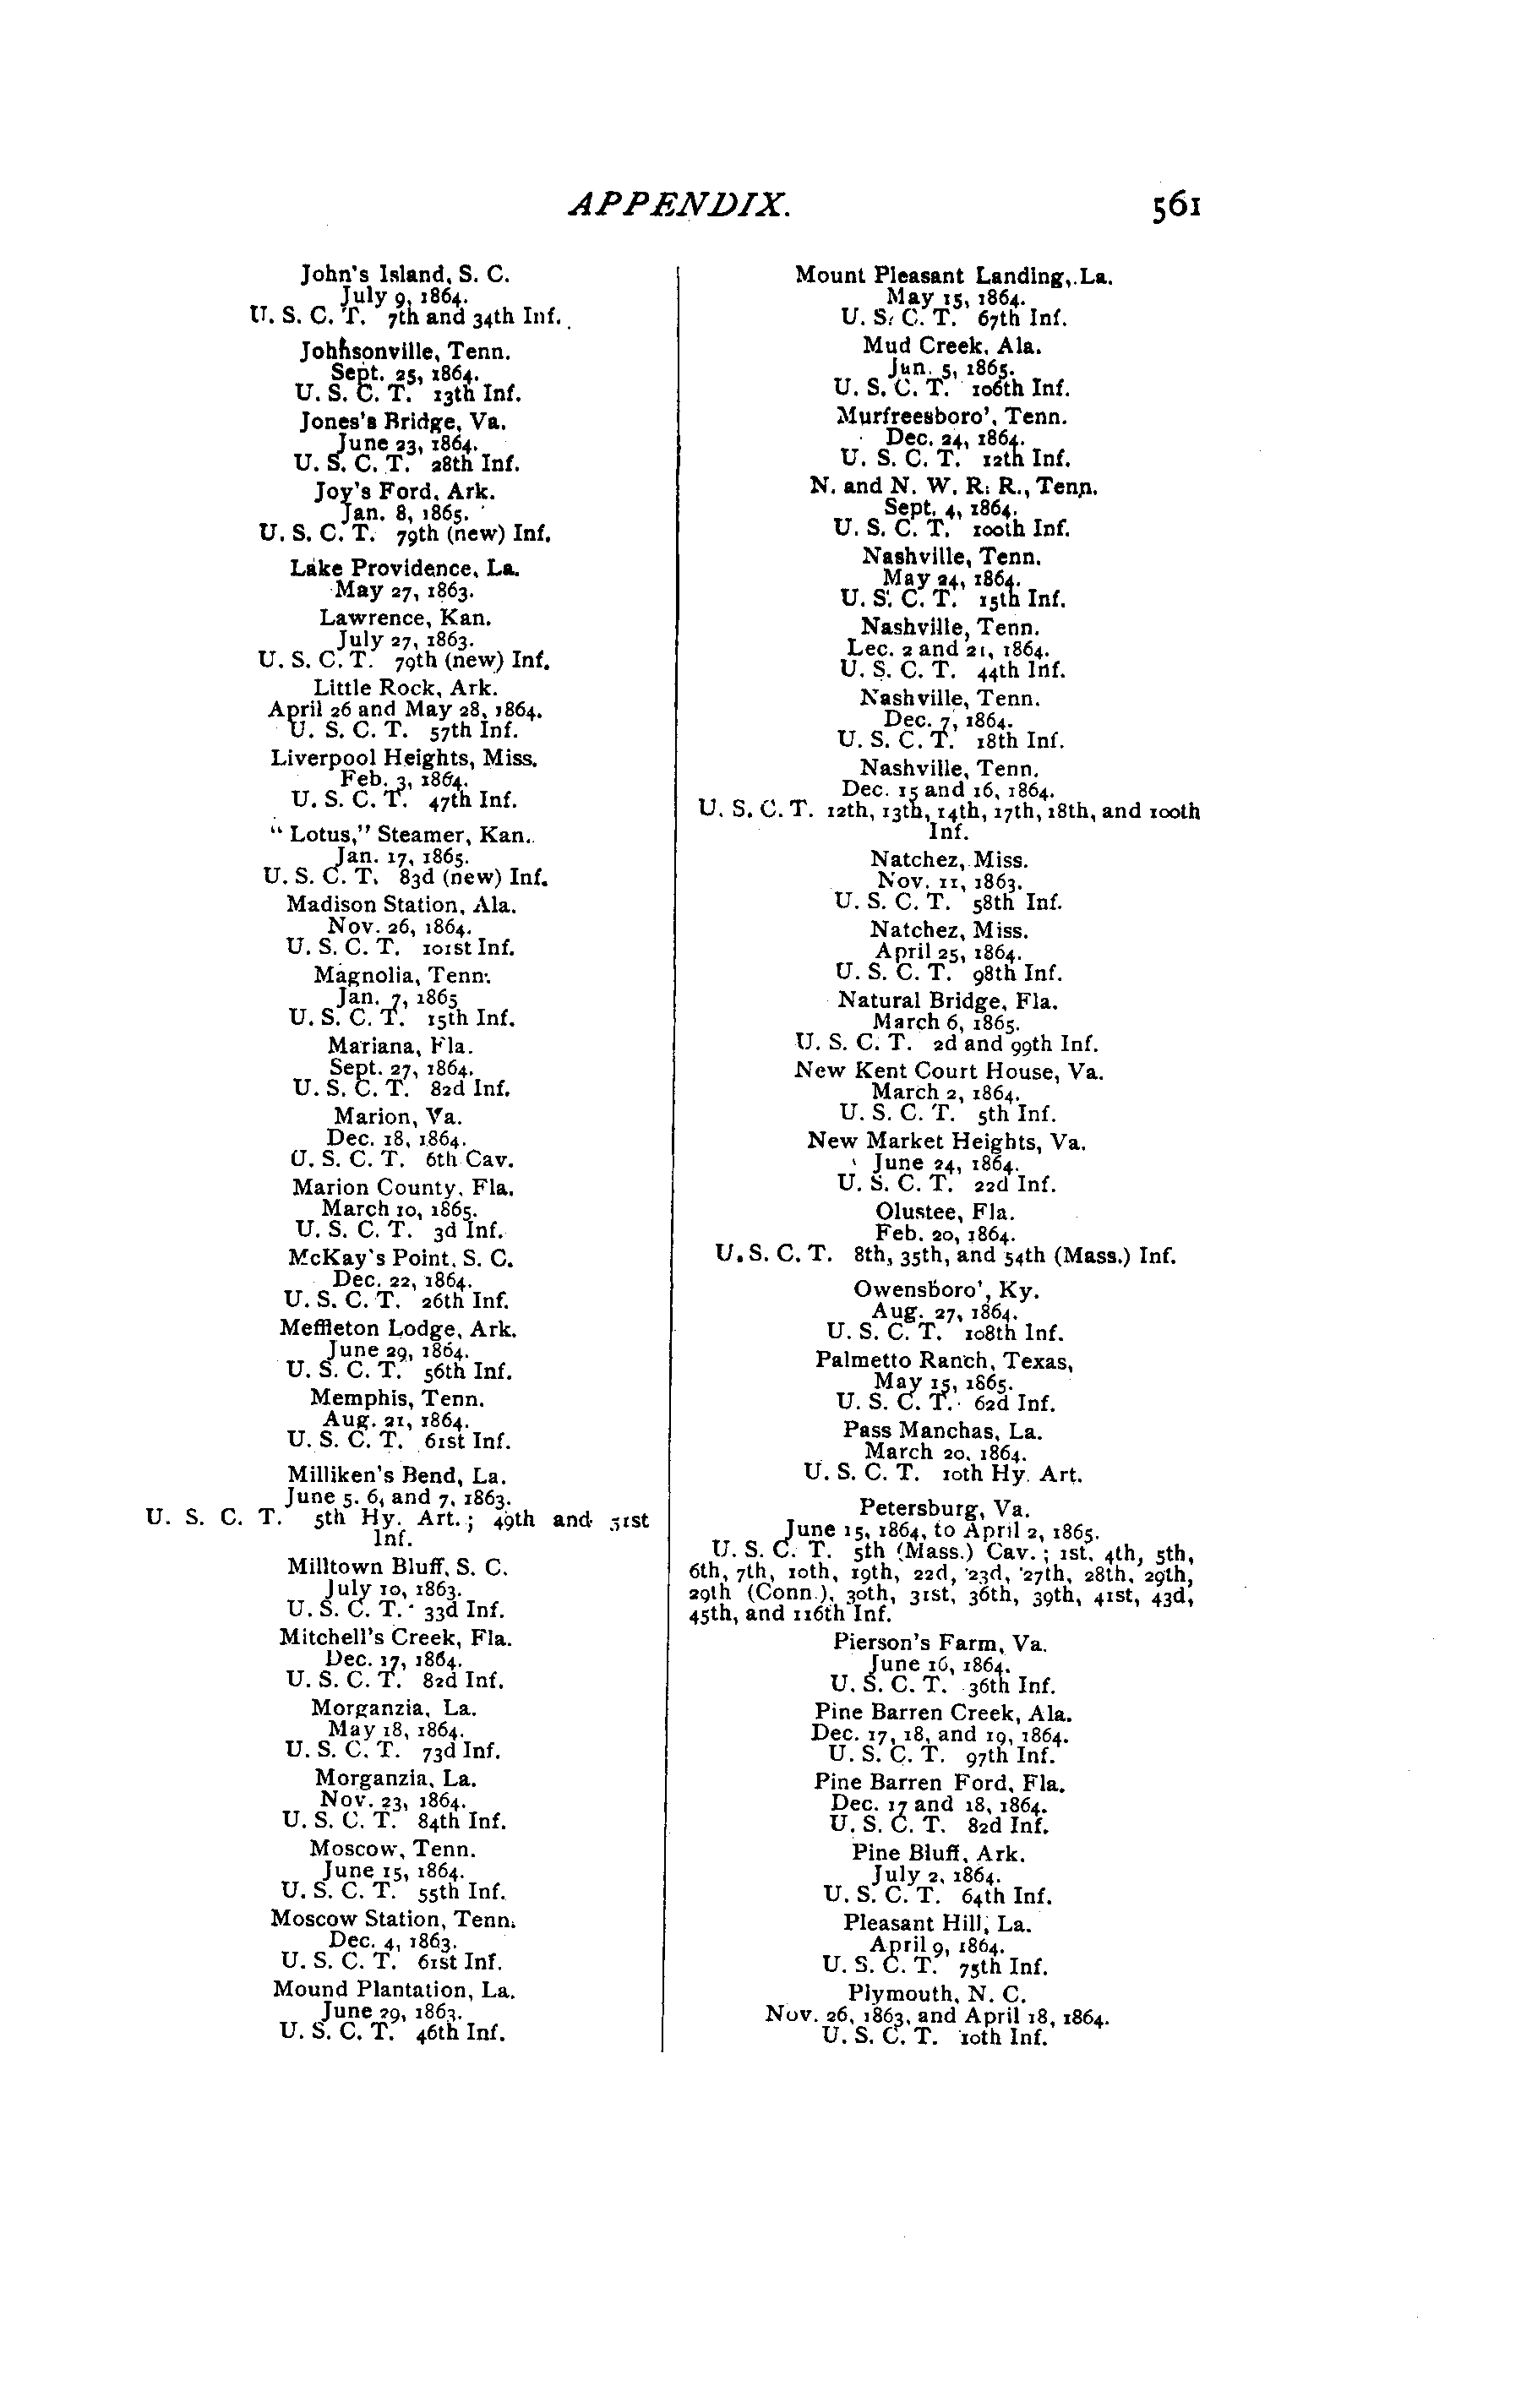 APPENDIX. 561
John's Island, S. C.
July 9, 1864.
U. S. C. T. 7th and 34th Inf.
Johnsonville, Tenn.
Sept. 25, 1864.
U. S. C. T. 13th Inf.
Jones's Bridge, Va.
June 23, 1864.
U. S. C. T. 28th Inf.
Joy's Ford, Ark.
Jan. 8, 1865.
U. S. C. T. 79th (new) Inf.
Lake Providence, La.
May 27, 1863.
Lawrence, Kan.
July 27, 1863.
U. S. C. T. 79th (new) Inf.
Little Rock, Ark.
April 26 and May 28, 1864.
U. S. C. T. 57th Inf.
Liverpool Heights, Miss.
Feb. 3, 1864.
U. S. C. T. 47th Inf.
“ Lotus,” Steamer, Kan.
Jan. 17, 1865.
U. S. C. T. 83d (new) Inf.
Madison Station, Ala.
Nov. 26, 1864.
U. S. C. T. 101st Inf.
Magnolia, Tenn.
Jan. 7, 1865
U. S. C. T. 15th Inf.
Mariana, Fla.
Sept. 27, 1864.
U. S. C. T. 82d Inf.
Marion, Va.
Dec. 18, 1864.
U. S. C. T. 6th Cav.
Marion County, Fla.
March 10, 1865.
U. S. C. T. 3d Inf.
McKay's Point, S. C.
Dec. 22, 1864.
U. S. C. T. 26th Inf.
Meffleton Lodge, Ark.
June 29, 1864.
U. S. C. T. 56th Inf.
Memphis, Tenn.
Aug. 21, 1864.
U. S. C. T. 61st Inf.
Milliken's Bend, La.
June 5, 6, and 7, 1863.
U. S. C. T. 5th Hy. Art. ; 49th and 51st
Inf.
Milltown Bluff, S. C.
July 10, 1863.
U. S. C. T. 33d Inf.
Mitchell's Creek, Fla.
Dec. 17, 1864.
U. S. C. T. 82d Inf.
Morganzia, La.
May 18, 1864.
U. S. C. T. 73d Inf.
Morganzia, La.
Nov. 23, 1864.
U. S. C. T. 84th Inf.
Moscow, Tenn.
June 15, 1864.
U. S. C. T. 55th Inf.
Moscow Station, Tenn.
Dec. 4, 1863.
U. S. C. T. 61st Inf.
Mound Plantation, La.
June 29, 1863.
U. S. C. T. 46th Inf.
Mount Pleasant Landing, La.
May 15, 1864.
U. S. C. T. 67th Inf.
Mud Creek, Ala.
Jun. 5, 1865.
U. S. C. T. 106th Inf.
Murfreesboro', Tenn.
Dec. 24, 1864.
U. S. C. T. 12th Inf.
N. and N. W. R. R., Tenn.
Sept. 4, 1864.
U. S. C. T. 100th Inf.
Nashville, Tenn.
May 24, 1864.
U. S. C. T. 15th Inf.
Nashville, Tenn.
Lec. 2 and 21, 1864.
U. S. C. T. 44th Inf.
Nashville, Tenn.
Dec. 7, 1864.
U. S. C. T. 18th Inf.
Nashville, Tenn.
Dec. 15 and 16, 1864.
U. S. C. T. 12th, 13th, 14th, 17th, 18th, and 100th
Inf.
Natchez, Miss.
Nov. 11, 1863.
U. S. C. T. 58th Inf.
Natchez, Miss.
April 25, 1864.
U. S. C. T. 98th Inf.
Natural Bridge, Fla.
March 6, 1865.
U. S. C. T. 2d and 99th Inf.
New Kent Court House, Va.
March 2, 1864.
U. S. C. T. 5th Inf.
New Market Heights, Va.
June 24, 1864.
U. S. C. T. 22d Inf.
Olustee, Fla.
Feb. 20, 1864.
U. S. C. T. 8th, 35th, and 54th (Mass.) Inf.
Owensboro', Ky.
Aug. 27, 1864.
U. S. C. T. 108th Inf.
Palmetto Ranch, Texas,
May 15, 1865.
U. S. C. T. 62d Inf.
Pass Manchas, La.
March 20, 1864.
U. S. C. T. 10th Hy. Art.
Petersburg, Va.
June 15, 1864, to April 2, 1865.
U. S. C. T. 5th (Mass.) Cav. ; 1st, 4th, 5th,
6th, 7th, 10th, 19th, 22d, 23d, 27th, 28th, 29th,
29th (Conn.), 30th, 31st, 36th, 39th, 41st, 43d,
45th, and 116th Inf.
Pierson's Farm, Va.
June 16, 1864.
U. S. C. T. 36th Inf.
Pine Barren Creek, Ala.
Dec. 17, 18, and 19, 1864.
U. S. C. T. 97th Inf.
Pine Barren Ford, Fla.
Dec. 17 and 18, 1864.
U. S. C. T. 82d Inf.
Pine Bluff, Ark.
July 2, 1864.
U. S. C. T. 64th Inf.
Pleasant Hill, La.
April 9, 1864.
U. S. C. T. 75th Inf.
Plymouth, N. C.
Nov. 26, 1863, and April 18, 1864.
U. S. C. T. 10th Inf.